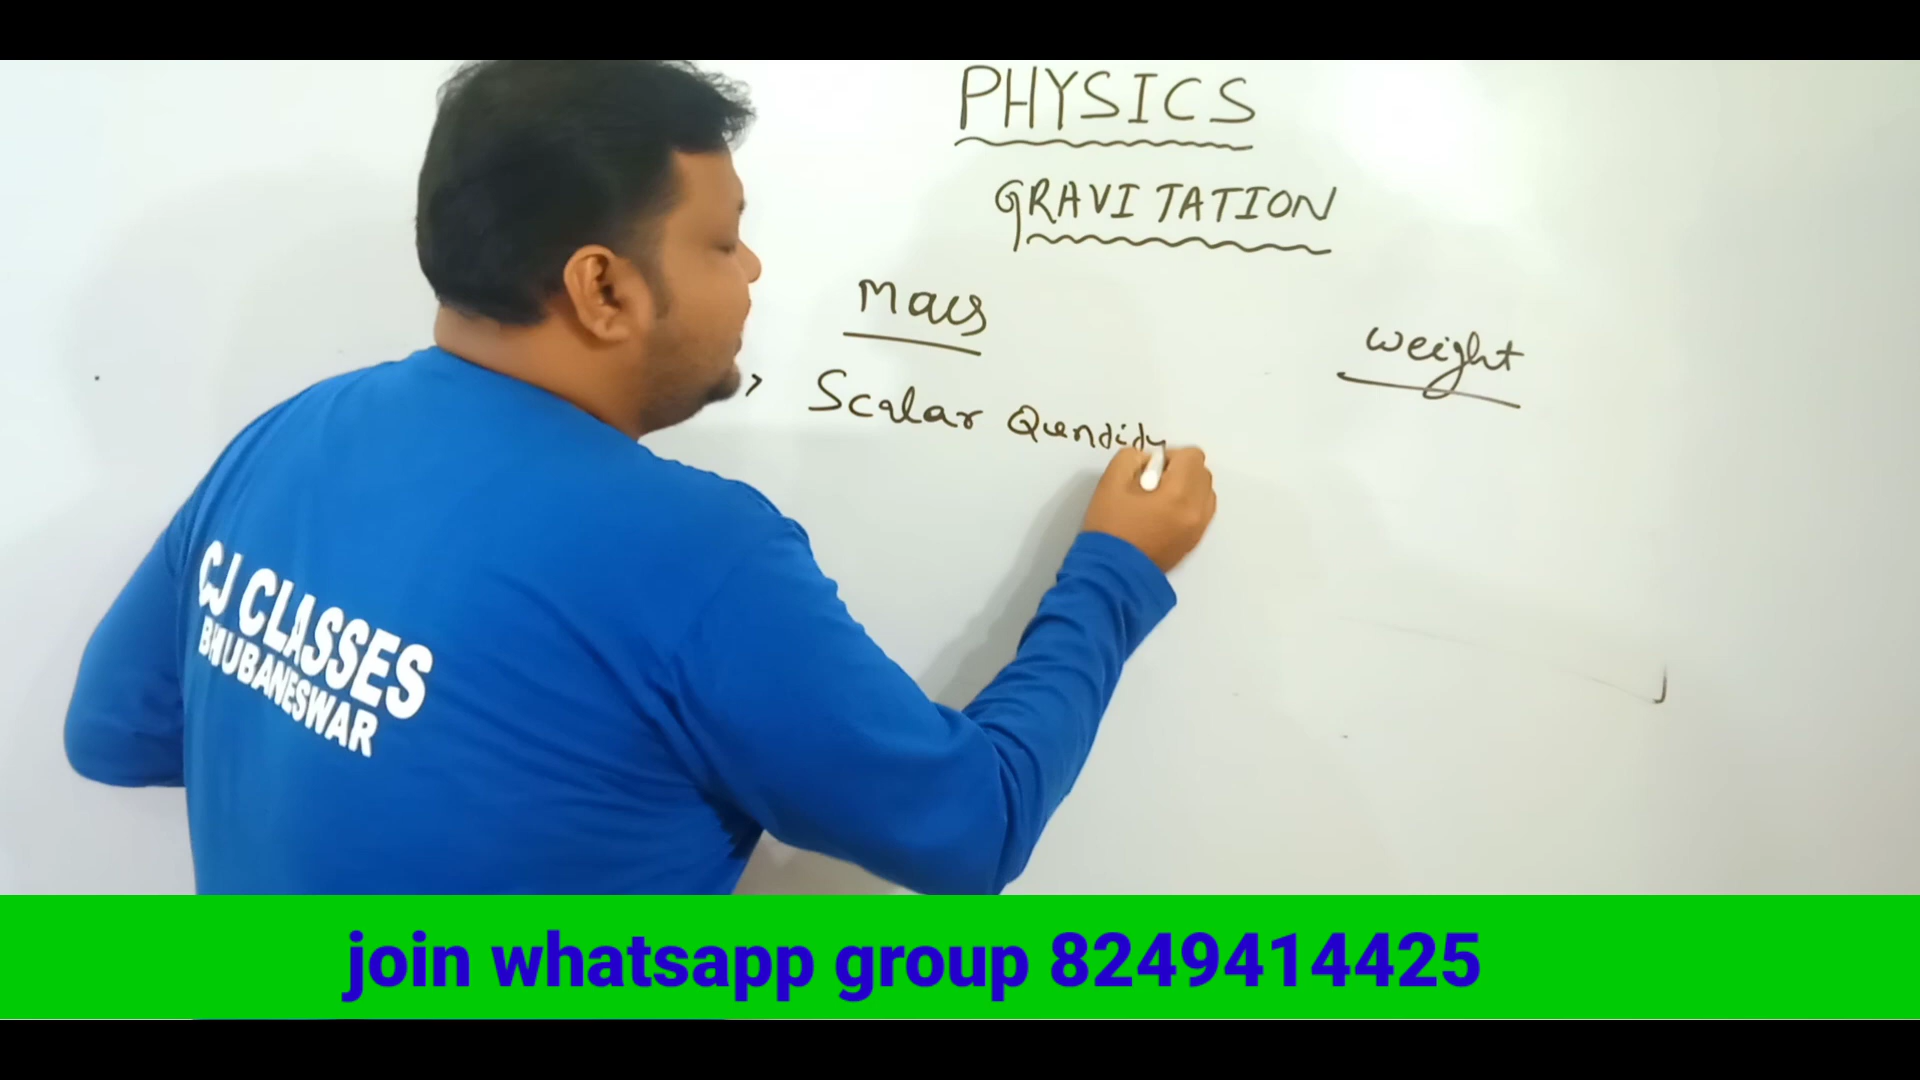 PHYSICS
GRAVITATION
Mass
weight
Scalar Quantity
CJ CLASSES
BHUBANESWAR
join whatsapp group 8249414425